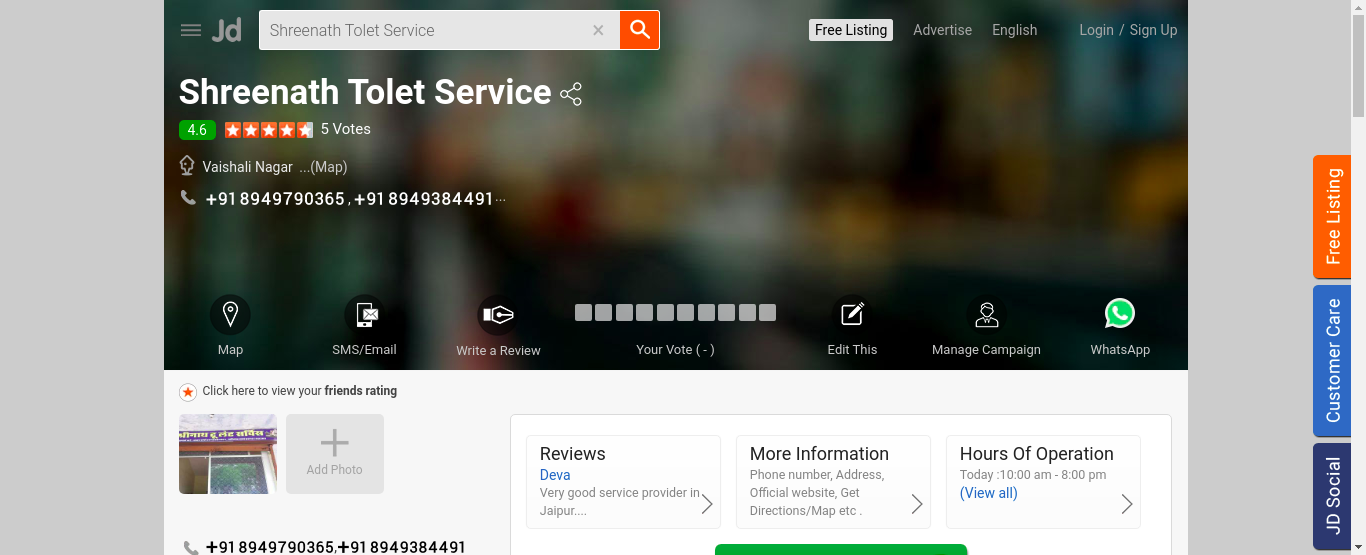 Jd
Shreenath Tolet Service
Free Listing
Advertise
English
Login / Sign Up
Shreenath Tolet Service
4.6
5 Votes
Vaishali Nagar ...(Map)
+91 8949790365 , +91 8949384491...
Map
SMS/Email
Write a Review
Your Vote ( - )
Edit This
Manage Campaign
WhatsApp
Free Listing
Customer Care
JD Social
Click here to view your friends rating
Add Photo
Reviews
Deva
Very good service provider in
Jaipur....
More Information
Phone number, Address,
Official website, Get
Directions/Map etc .
Hours Of Operation
Today :10:00 am - 8:00 pm
(View all)
+91 8949790365,+91 8949384491